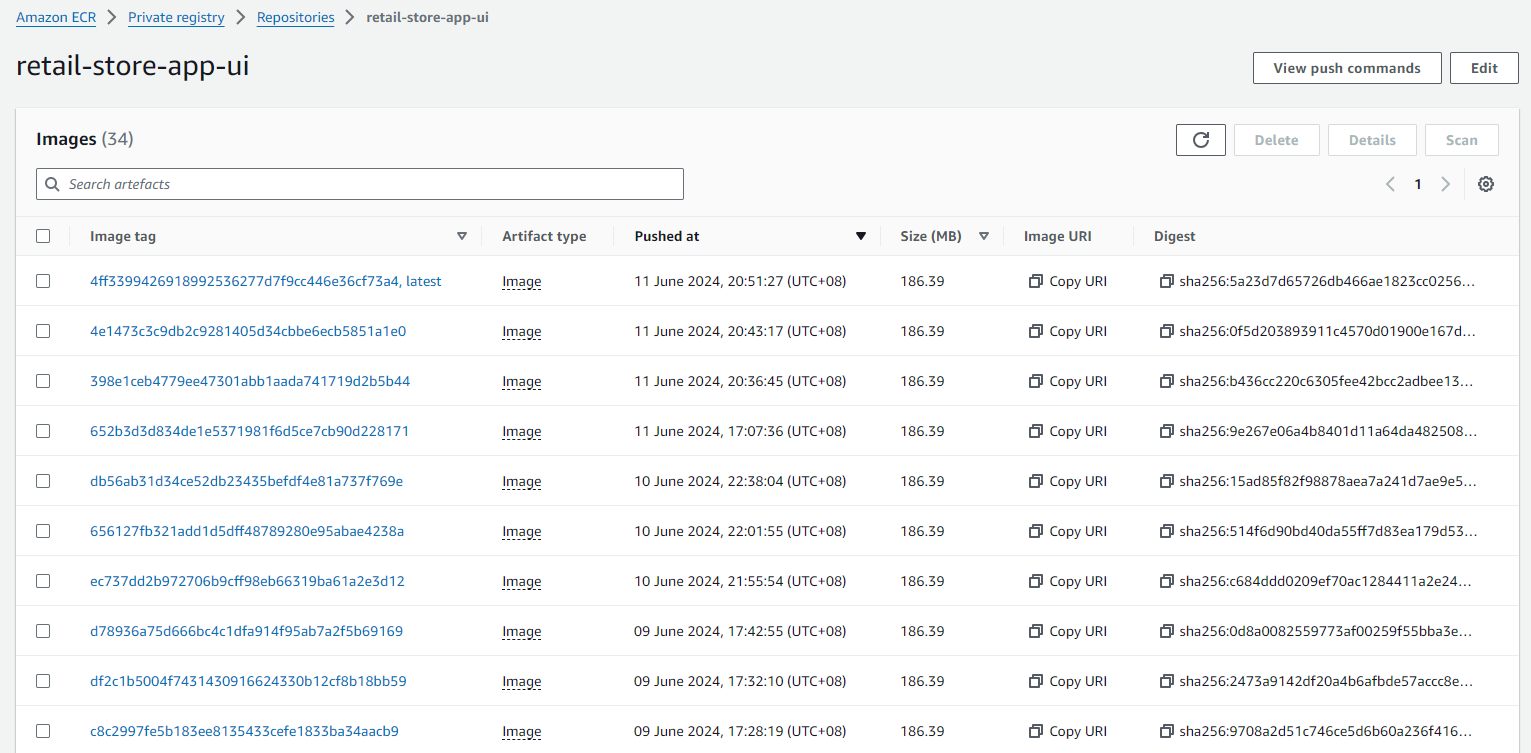 Amazon ECR > Private registry > Repositories > retail-store-app-ui
retail-store-app-ui
View push commands Edit
Images (34)
Delete Details Scan
Search artefacts
1
Image tag Artifact type Pushed at Size (MB) Image URI Digest
4ff3399426918992536277d7f9cc446e36cf73a4, latest Image 11 June 2024, 20:51:27 (UTC+08) 186.39 Copy URI sha256:5a23d7d65726db466ae1823cc0256...
4e1473c3c9db2c9281405d34cbbe6ecb5851a1e0 Image 11 June 2024, 20:43:17 (UTC+08) 186.39 Copy URI sha256:0f5d203893911c4570d01900e167d...
398e1ceb4779ee47301abb1aada741719d2b5b44 Image 11 June 2024, 20:36:45 (UTC+08) 186.39 Copy URI sha256:b436cc220c6305fee42bcc2adbee13...
652b3d3d834de1e5371981f6d5ce7cb90d228171 Image 11 June 2024, 17:07:36 (UTC+08) 186.39 Copy URI sha256:9e267e06a4b8401d11a64da482508...
db56ab31d34ce52db23435befdf4e81a737f769e Image 10 June 2024, 22:38:04 (UTC+08) 186.39 Copy URI sha256:15ad85f82f98878aea7a241d7ae9e5...
656127fb321add1d5dff48789280e95abae4238a Image 10 June 2024, 22:01:55 (UTC+08) 186.39 Copy URI sha256:514f6d90bd40da55ff7d83ea179d53...
ec737dd2b972706b9cff98eb66319ba61a2e3d12 Image 10 June 2024, 21:55:54 (UTC+08) 186.39 Copy URI sha256:c684ddd0209ef70ac1284411a2e24...
d78936a75d666bc4c1dfa914f95ab7a2f5b69169 Image 09 June 2024, 17:42:55 (UTC+08) 186.39 Copy URI sha256:0d8a0082559773af00259f55bba3e...
df2c1b5004f7431430916624330b12cf8b18bb59 Image 09 June 2024, 17:32:10 (UTC+08) 186.39 Copy URI sha256:2473a9142df20a4b6afbde57accc8e...
c8c2997fe5b183ee8135433cefe1833ba34aacb9 Image 09 June 2024, 17:28:19 (UTC+08) 186.39 Copy URI sha256:9708a2d51c746ce5d6b60a236f416...